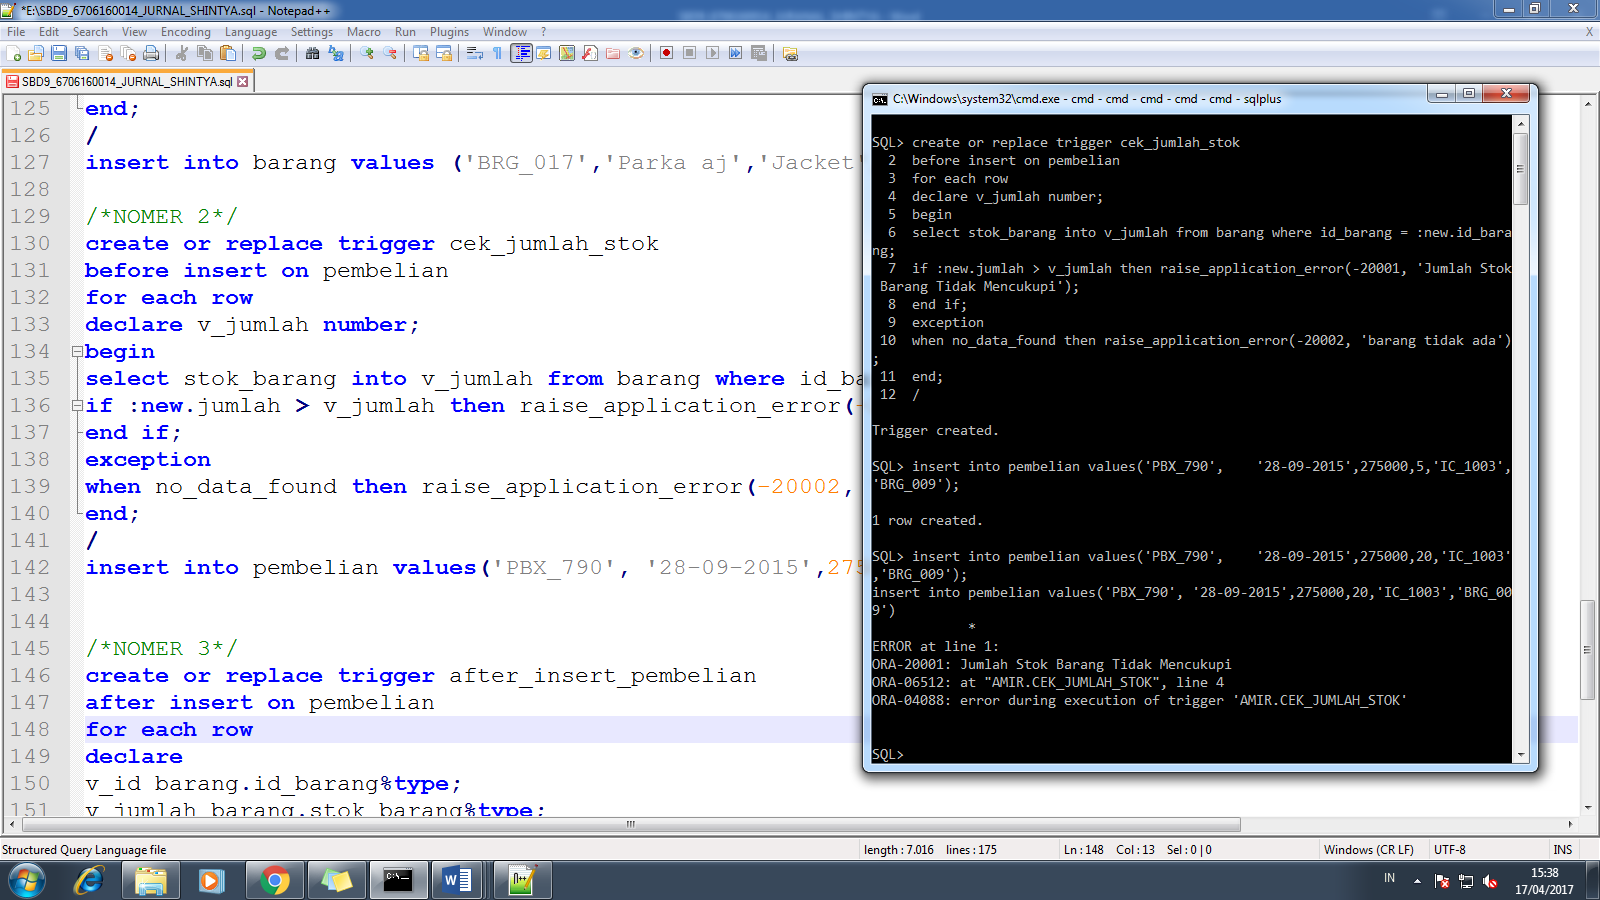 *E:\SBD9_6706160014_JURNAL_SHINTYA.sql - Notepad++
File Edit Search View Encoding Language Settings Macro Run Plugins Window ? X
SBD9_6706160014_JURNAL_SHINTYA.sql
125 end;
126 /
127 insert into barang values ('BRG_017','Parka aj','Jacket'
128
129 /*NOMER 2*/
130 create or replace trigger cek_jumlah_stok
131 before insert on pembelian
132 for each row
133 declare v_jumlah number;
134 begin
135 select stok_barang into v_jumlah from barang where id_ba
136 if :new.jumlah > v_jumlah then raise_application_error(-
137 end if;
138 exception
139 when no_data_found then raise_application_error(-20002,
140 end;
141 /
142 insert into pembelian values('PBX_790', '28-09-2015',275
143
144
145 /*NOMER 3*/
146 create or replace trigger after_insert_pembelian
147 after insert on pembelian
148 for each row
149 declare
150 v_id barang.id_barang%type;
151 v_jumlah barang.stok_barang%type;
C:\Windows\system32\cmd.exe - cmd - cmd - cmd - cmd - cmd - sqlplus
SQL> create or replace trigger cek_jumlah_stok
2 before insert on pembelian
3 for each row
4 declare v_jumlah number;
5 begin
6 select stok_barang into v_jumlah from barang where id_barang = :new.id_bara
ng;
7 if :new.jumlah > v_jumlah then raise_application_error(-20001, 'Jumlah Stok
Barang Tidak Mencukupi');
8 end if;
9 exception
10 when no_data_found then raise_application_error(-20002, 'barang tidak ada')
;
11 end;
12 /
Trigger created.
SQL> insert into pembelian values('PBX_790', '28-09-2015',275000,5,'IC_1003',
'BRG_009');
1 row created.
SQL> insert into pembelian values('PBX_790', '28-09-2015',275000,20,'IC_1003'
,'BRG_009');
insert into pembelian values('PBX_790', '28-09-2015',275000,20,'IC_1003','BRG_00
9')
*
ERROR at line 1:
ORA-20001: Jumlah Stok Barang Tidak Mencukupi
ORA-06512: at "AMIR.CEK_JUMLAH_STOK", line 4
ORA-04088: error during execution of trigger 'AMIR.CEK_JUMLAH_STOK'
SQL>
Structured Query Language file length : 7.016 lines : 175 Ln : 148 Col : 13 Sel : 0 | 0 Windows (CR LF) UTF-8 INS
IN
15:38
17/04/2017